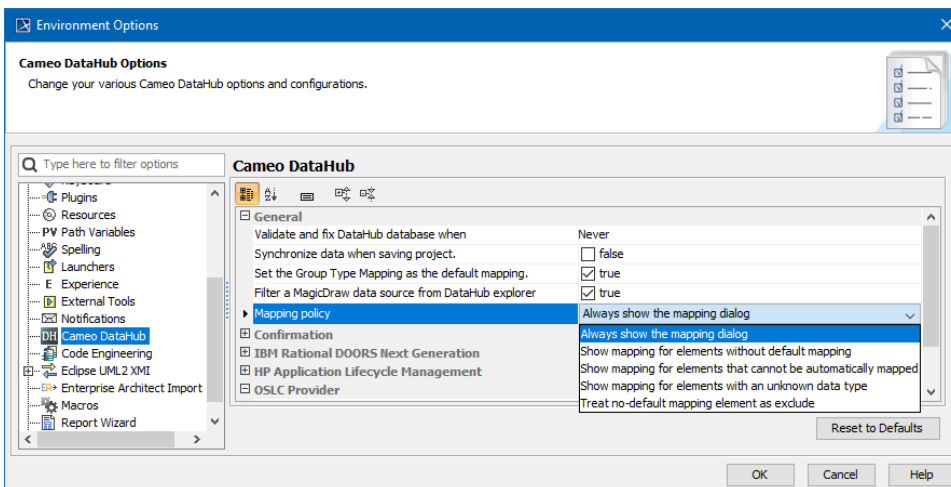 Environment Options
Cameo DataHub Options
Change your various Cameo DataHub options and configurations.
Type here to filter options
Plugins
Resources
PV Path Variables
Spelling
Launchers
E Experience
External Tools
Notifications
DH Cameo DataHub
Code Engineering
Eclipse UML2 XMI
EA Enterprise Architect Import
Macros
Report Wizard
Cameo DataHub
General
Validate and fix DataHub database when Never
Synchronize data when saving project. false
Set the Group Type Mapping as the default mapping. true
Filter a MagicDraw data source from DataHub explorer true
Mapping policy Always show the mapping dialog
Confirmation
IBM Rational DOORS Next Generation
HP Application Lifecycle Management
OSLC Provider
Always show the mapping dialog
Show mapping for elements without default mapping
Show mapping for elements that cannot be automatically mapped
Show mapping for elements with an unknown data type
Treat no-default mapping element as exclude
Reset to Defaults
OK Cancel Help